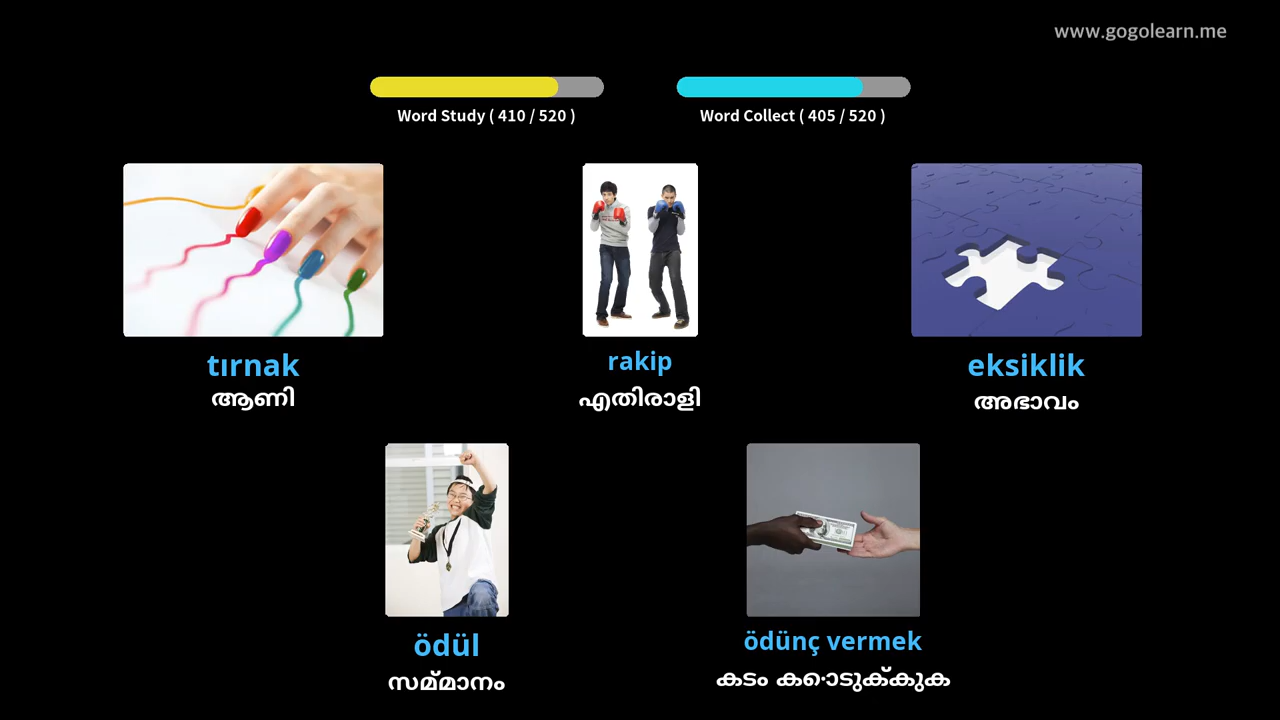 www.gogolearn.me
Word Study ( 410 / 520 )
Word Collect ( 405 / 520 )
tırnak
ആണി
rakip
എതിരാളി
eksiklik
അഭാവം
ödül
സമ്മാനം
ödünç vermek
കടം കൊടുക്കുക